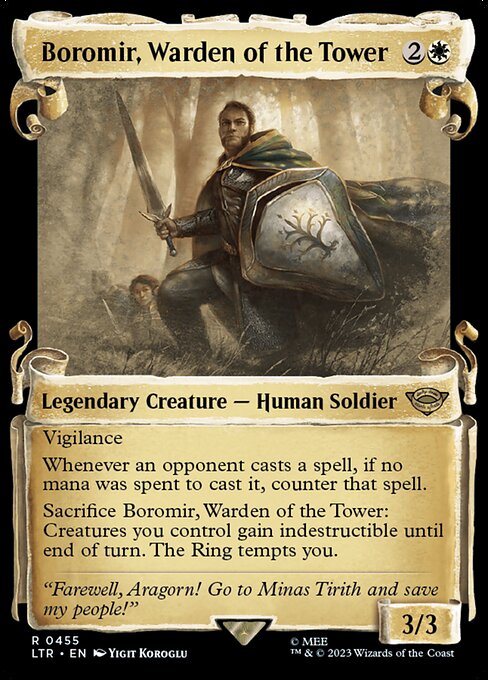 Boromir, Warden of the Tower 2
Legendary Creature — Human Soldier
Vigilance
Whenever an opponent casts a spell, if no
mana was spent to cast it, counter that spell.
Sacrifice Boromir, Warden of the Tower:
Creatures you control gain indestructible until
end of turn. The Ring tempts you.
“Farewell, Aragorn! Go to Minas Tirith and save
my people!”
3/3
R 0455
LTR • EN Yigit Koroglu
© MEE
™ & © 2023 Wizards of the Coast